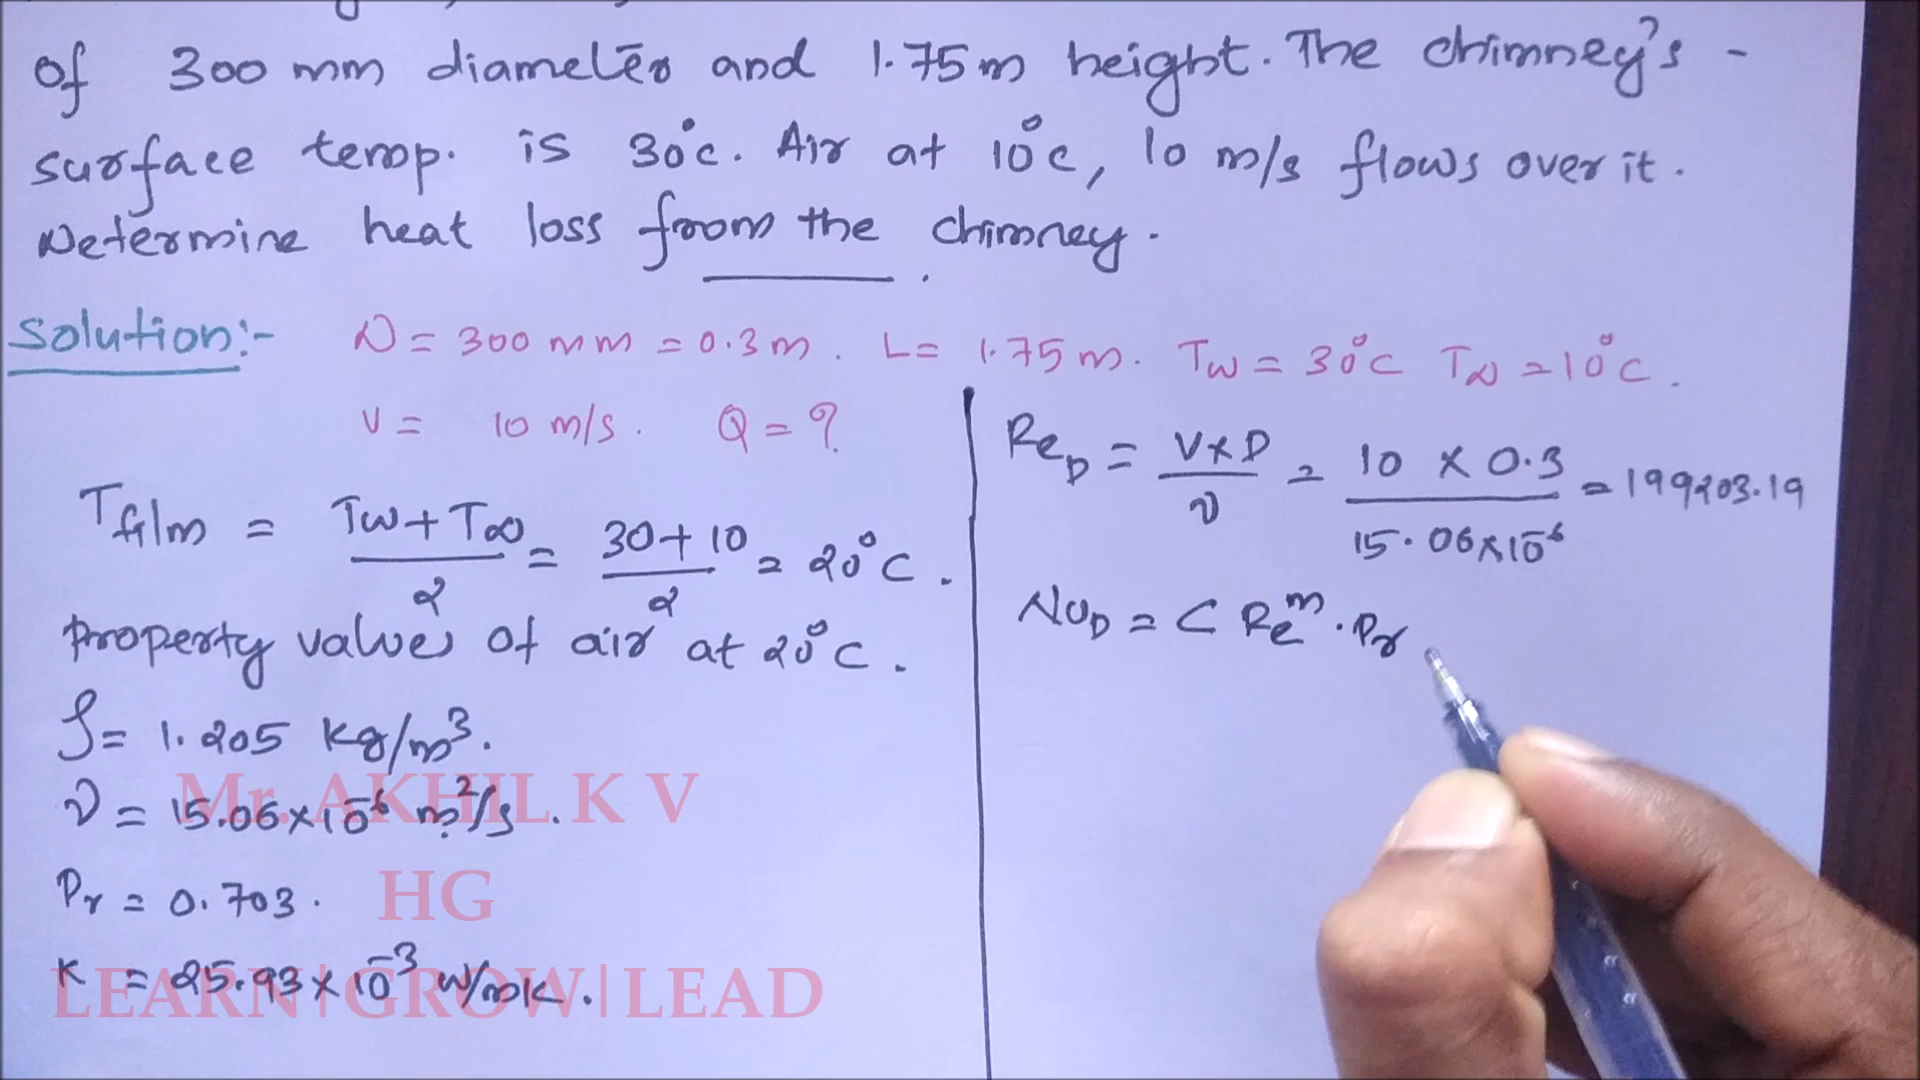 of 300 mm diameter and 1.75 m height. The chimney's -
surface temp. is 30°c. Air at 10°c, 10 m/s flows over it.
Determine heat loss from the chimney.
Solution:- D = 300 mm = 0.3 m. L = 1.75 m. Tw = 30°C T∞ = 10°C.
V = 10 m/s. Q = ?
Tfilm = Tw + T∞ / 2 = 30 + 10 / 2 = 20°C.
Property values of air at 20°C.
ρ = 1.205 kg/m³.
ν = 15.06 × 10⁻⁶ m²/s.
Pr = 0.703.
K = 25.93 × 10⁻³ W/mK.
Re_D = V × D / ν = 10 × 0.3 / 15.06 × 10⁻⁶ = 199203.19
Nu_D = C Re^m . Pr
Mr. AKHIL K V
HG
LEARN|GROW|LEAD